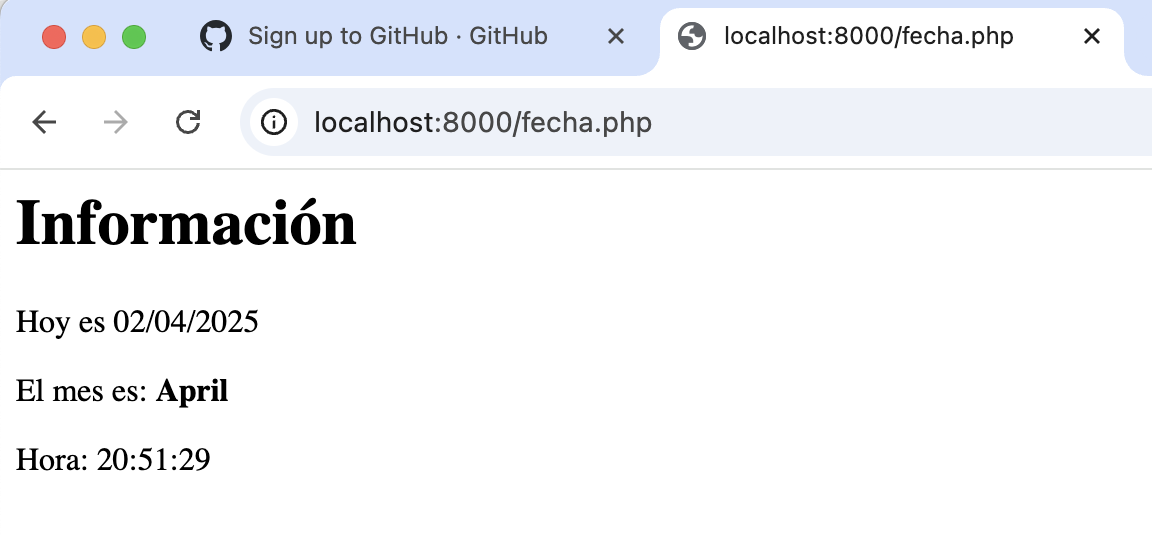 Sign up to GitHub · GitHub
localhost:8000/fecha.php
localhost:8000/fecha.php
Información
Hoy es 02/04/2025
El mes es: April
Hora: 20:51:29